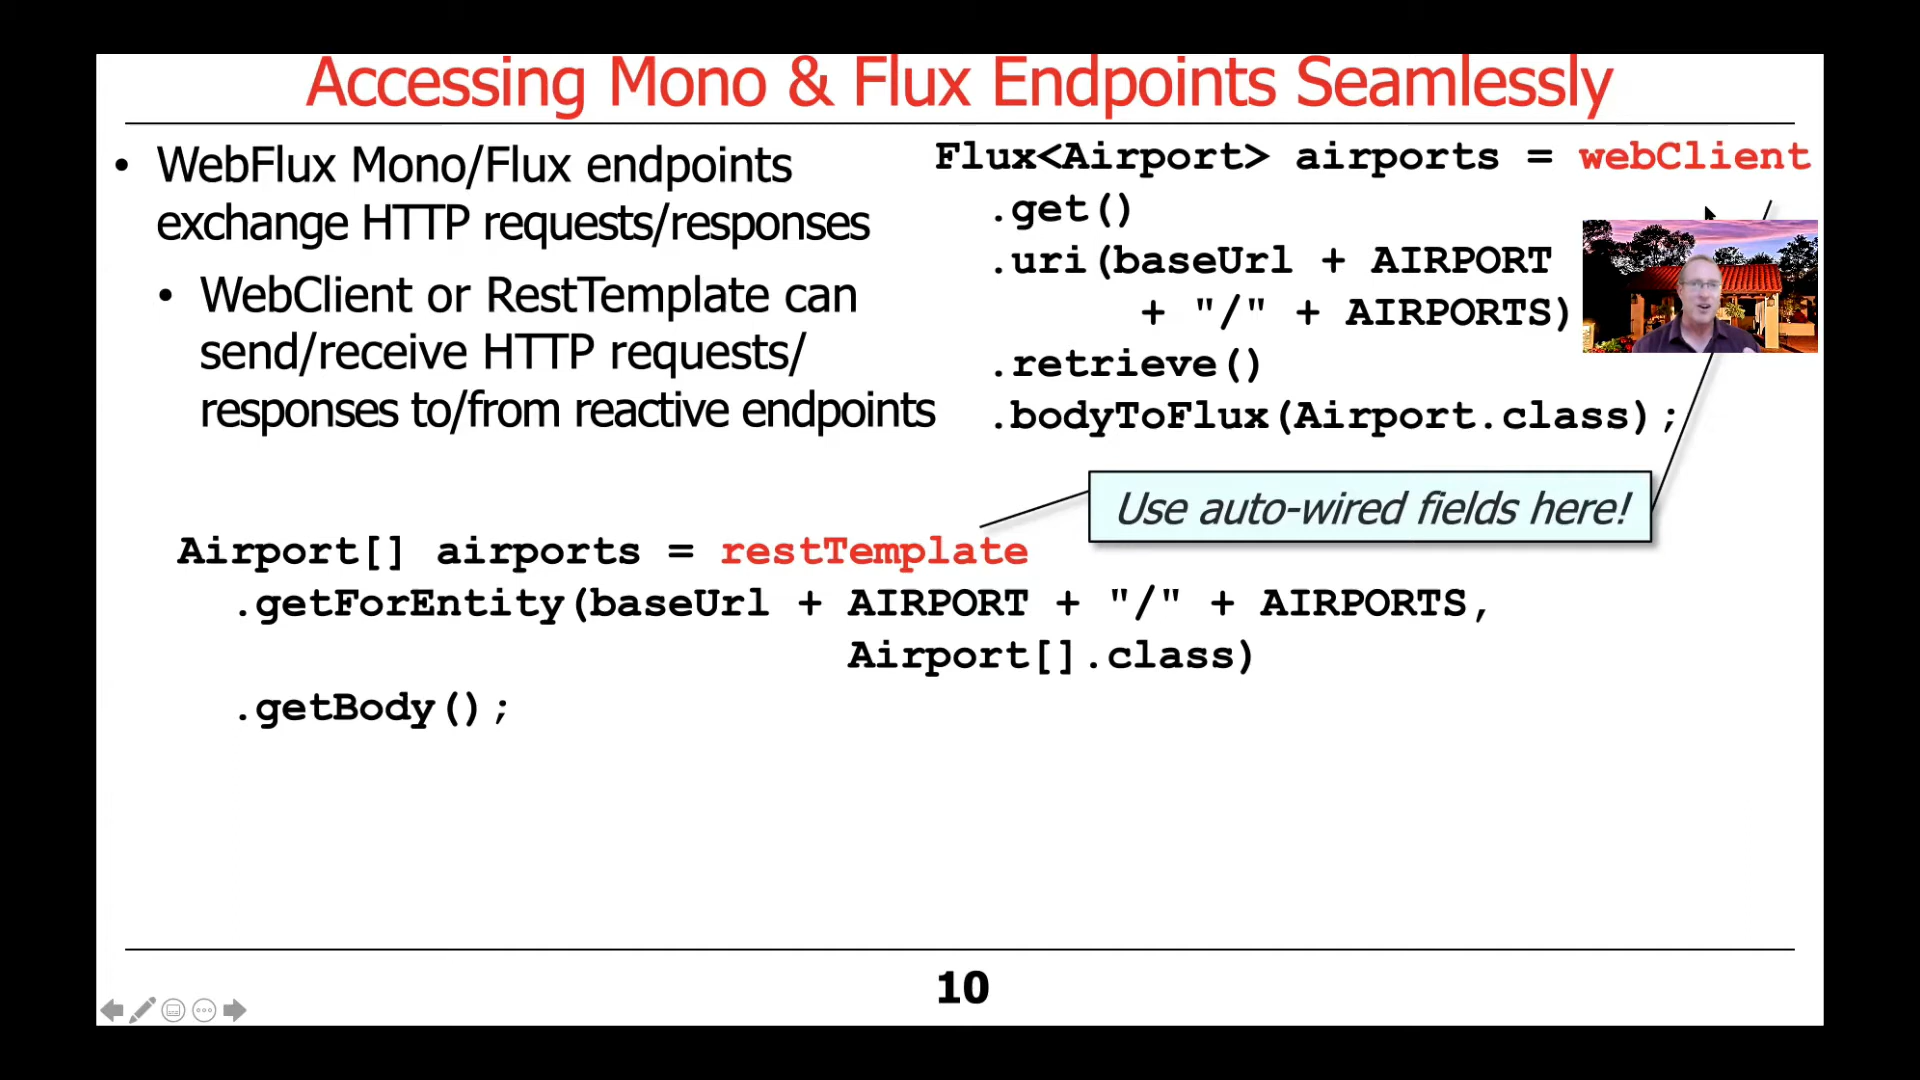 Accessing Mono & Flux Endpoints Seamlessly
• WebFlux Mono/Flux endpoints
exchange HTTP requests/responses
• WebClient or RestTemplate can
send/receive HTTP requests/
responses to/from reactive endpoints
Flux<Airport> airports = webClient
.get()
.uri(baseUrl + AIRPORT
+ "/" + AIRPORTS)
.retrieve()
.bodyToFlux(Airport.class);
Use auto-wired fields here!
Airport[] airports = restTemplate
.getForEntity(baseUrl + AIRPORT + "/" + AIRPORTS,
Airport[].class)
.getBody();
10